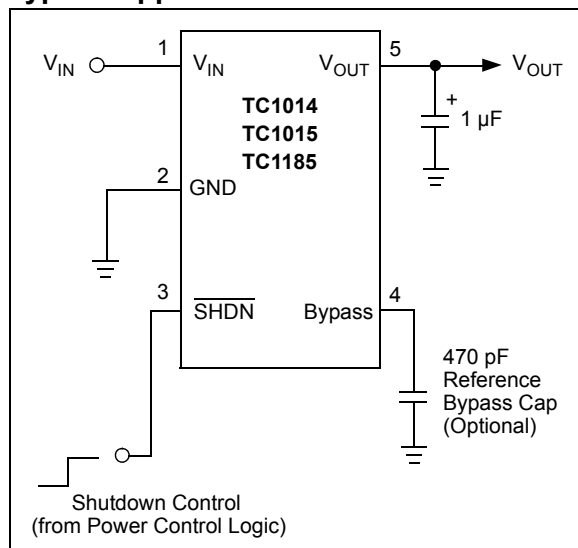 1
5
V_IN
V_IN
V_OUT
V_OUT
TC1014
TC1015
TC1185
+
1 µF
2
GND
3
4
SHDN
Bypass
470 pF
Reference
Bypass Cap
(Optional)
Shutdown Control
(from Power Control Logic)